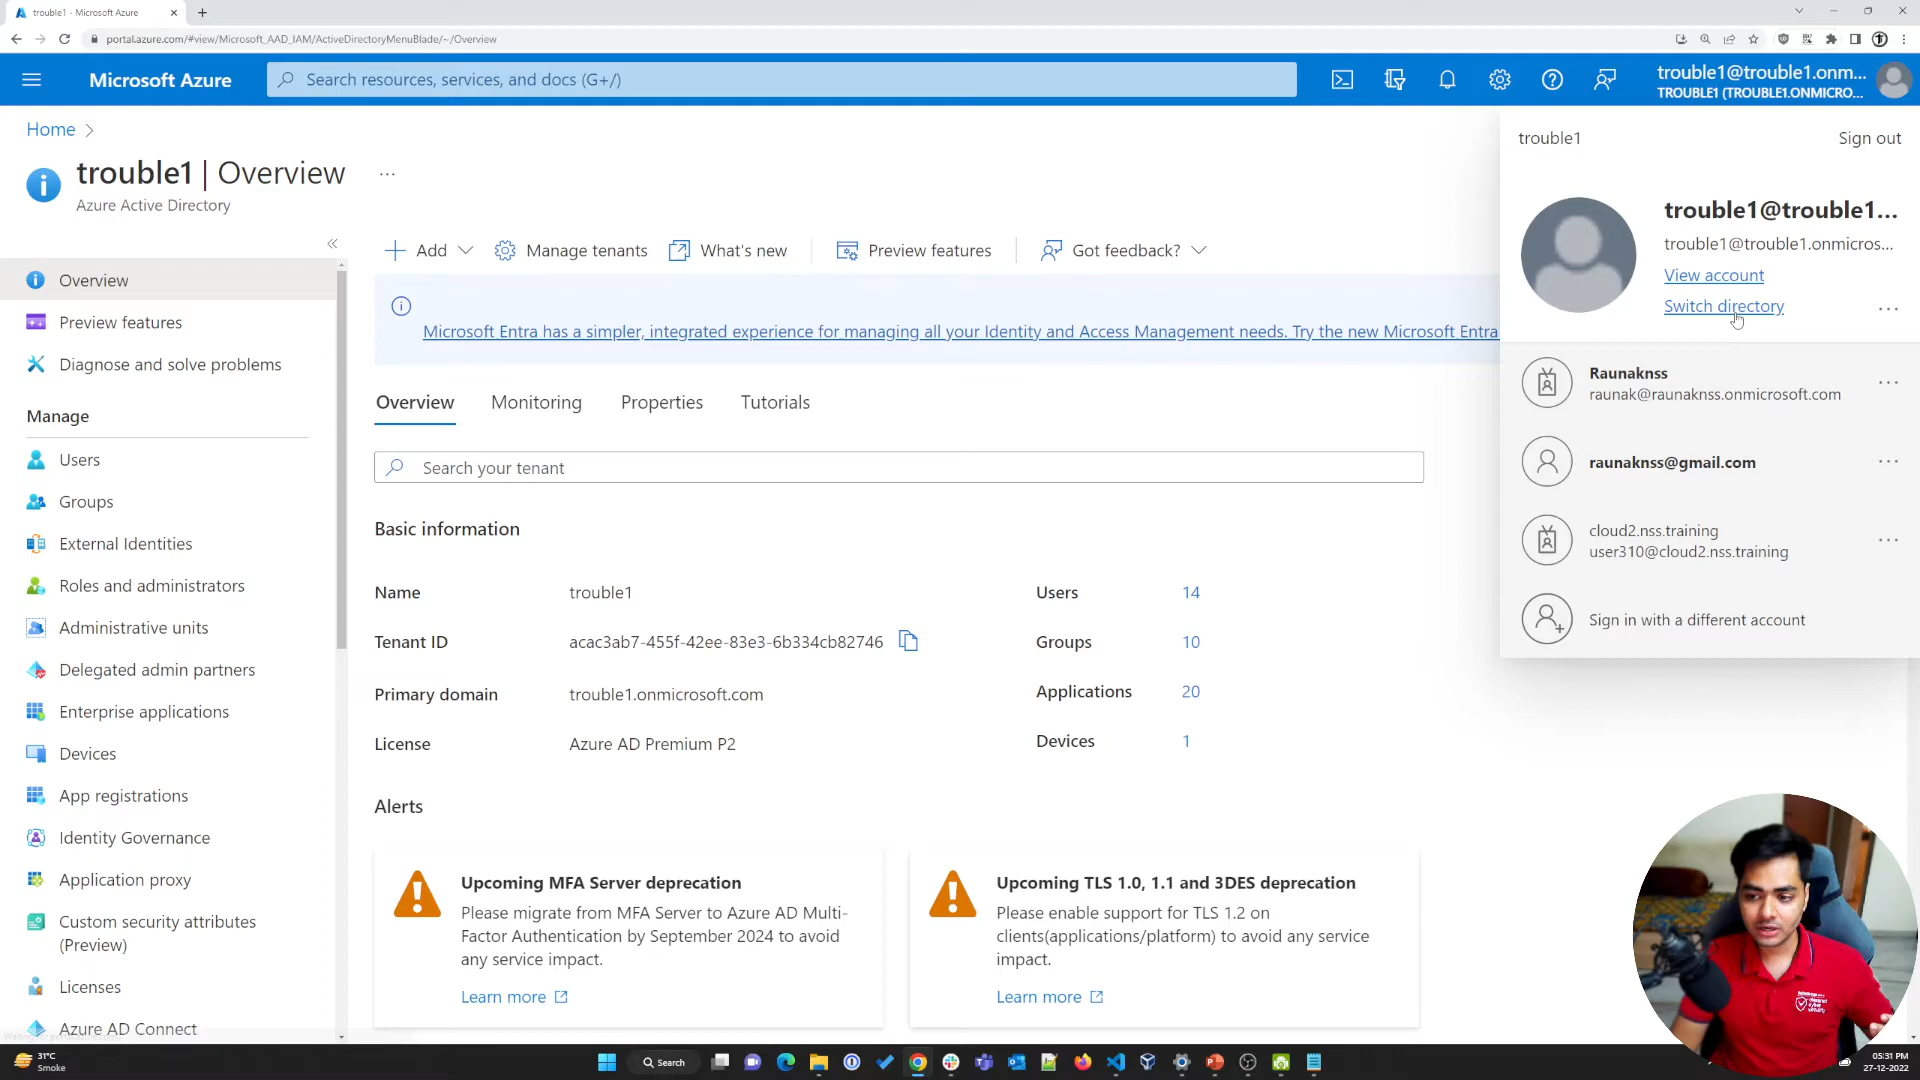 trouble1 - Microsoft Azure
portal.azure.com/#view/Microsoft_AAD_IAM/ActiveDirectoryMenuBlade/~/Overview
Microsoft Azure
Search resources, services, and docs (G+/)
trouble1@trouble1.onm...
TROUBLE1 (TROUBLE1.ONMICRO...
Home
trouble1 | Overview
...
Azure Active Directory
trouble1
Sign out
trouble1@trouble1...
trouble1@trouble1.onmicros...
View account
Switch directory
Raunaknss
raunak@raunaknss.onmicrosoft.com
raunaknss@gmail.com
cloud2.nss.training
user310@cloud2.nss.training
Sign in with a different account
Overview
Preview features
Diagnose and solve problems
Manage
Users
Groups
External Identities
Roles and administrators
Administrative units
Delegated admin partners
Enterprise applications
Devices
App registrations
Identity Governance
Application proxy
Custom security attributes
(Preview)
Licenses
Azure AD Connect
Add
Manage tenants
What's new
Preview features
Got feedback?
Microsoft Entra has a simpler, integrated experience for managing all your Identity and Access Management needs. Try the new Microsoft Entra
Overview
Monitoring
Properties
Tutorials
Search your tenant
Basic information
Name
trouble1
Users
14
Tenant ID
acac3ab7-455f-42ee-83e3-6b334cb82746
Groups
10
Primary domain
trouble1.onmicrosoft.com
Applications
20
License
Azure AD Premium P2
Devices
1
Alerts
Upcoming MFA Server deprecation
Please migrate from MFA Server to Azure AD Multi-
Factor Authentication by September 2024 to avoid
any service impact.
Learn more
Upcoming TLS 1.0, 1.1 and 3DES deprecation
Please enable support for TLS 1.2 on
clients(applications/platform) to avoid any service
impact.
Learn more
31°C
Smoke
Search
05:31 PM
27-12-2022